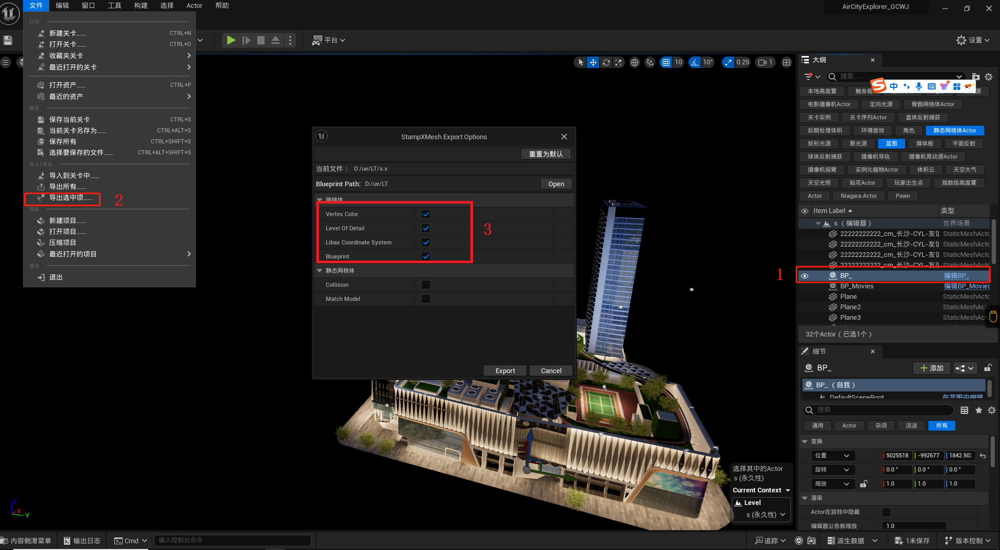 文件 编辑 窗口 工具 构建 选择 Actor 帮助
AirCityExplorer_GCWJ
打开
新建关卡...... CTRL+N
打开关卡...... CTRL+O
收藏夹关卡
最近打开的关卡
打开资产...... CTRL+P
最近的资产
保存
保存当前关卡 CTRL+S
当前关卡另存为...... CTRL+ALT+S
保存所有 CTRL+SHIFT+S
选择要保存的文件...... CTRL+ALT+SHIFT+S
导入/导出
导入到关卡中......
导出所有......
导出选中项......
2
项目
新建项目......
打开项目......
压缩项目
最近打开的项目
退出
退出
平台
设置
10 10° 0.25 1
StampXMesh Export Options
重置为默认
当前文件： D:/ue/LT/s.x
Blueprint Path: D:/ue/LT Open
网格体
Vertex Color
Level Of Detail
Libax Coordinate System
Blueprint
3
静态网格体
Collision
Match Model
Export Cancel
大纲
搜索......
中
本地高度雾 触发框
电影摄像机Actor 定向光源 骨骼网格体Actor
关卡实例 关卡序列Actor 盒体反射捕获
后期处理体积 环境音效 角色 静态网格体Actor
矩形光源 聚光源 蓝图 媒体板 平面反射
球体反射捕获 摄像机导轨 摄像机晃动源Actor
摄像机摇臂 实例化植物Actor 体积云 天空大气
天空光照 贴花Actor 玩家出生点 指数级高度雾
Actor Niagara Actor Pawn
Item Label 类型
s（编辑器） 世界场景
22222222222_cm_长沙-CYL-友谊 StaticMeshActo
22222222222_cm_长沙-CYL-友谊 StaticMeshActo
22222222222_cm_长沙-CYL-友谊 StaticMeshActo
22222222222_cm_长沙-CYL-友谊 StaticMeshActo
1
BP_ 编辑BP_
BP_Movies 编辑BP_Movies
Plane StaticMeshActo
Plane2 StaticMeshActo
Plane3 StaticMeshActo
32个Actor（已选1个）
细节
BP_ 添加
BP_（自我）
DefaultSceneRoot 在蓝图中编辑
搜索
通用 Actor 杂项 流送 所有
变换
位置 5025518 -992677 1842.503
旋转 0.0 ° 0.0 ° 0.0 °
缩放 1.0 1.0 1.0
渲染
Actor在游戏中隐藏
编辑器公告板缩放 1.0
选择其中的Actor
s (永久性)
Current Context
Level
s (永久性)
Z
X
Y
内容侧滑菜单 输出日志 Cmd 输入控制台命令
追踪 派生数据 1未保存 版本控制